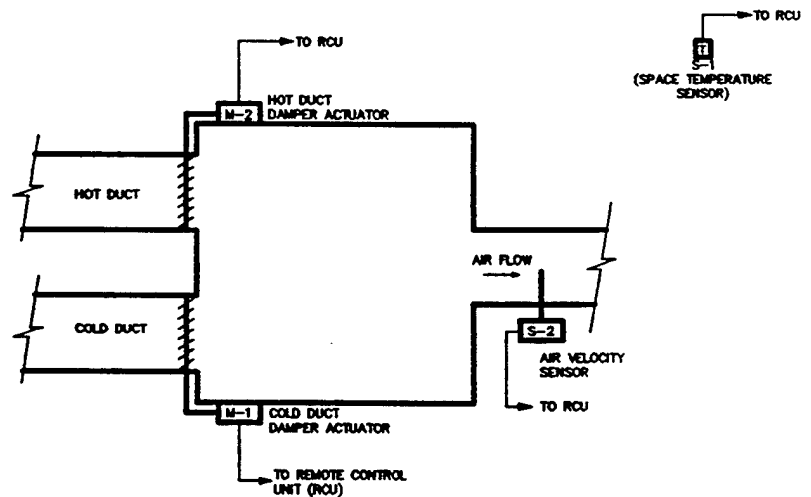 TO RCU
TO RCU
T
S-1
(SPACE TEMPERATURE
SENSOR)
HOT DUCT
M-2
DAMPER ACTUATOR
HOT DUCT
AIR FLOW
COLD DUCT
S-2
AIR VELOCITY
SENSOR
TO RCU
M-1
COLD DUCT
DAMPER ACTUATOR
TO REMOTE CONTROL
UNIT (RCU)